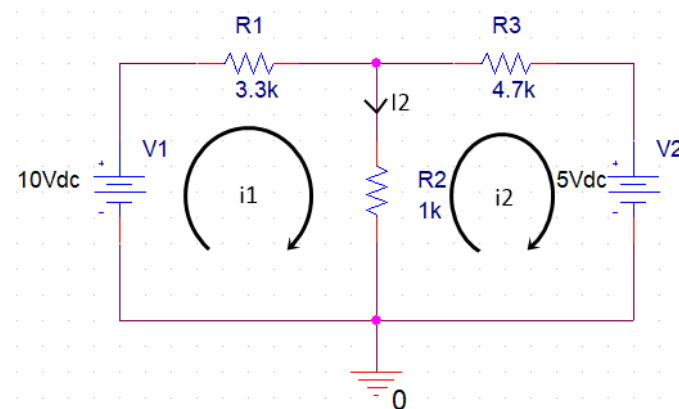 R1
R3
3.3k
4.7k
I2
V1
V2
10Vdc
i1
R2
1k
i2
5Vdc
+
-
+
-
0